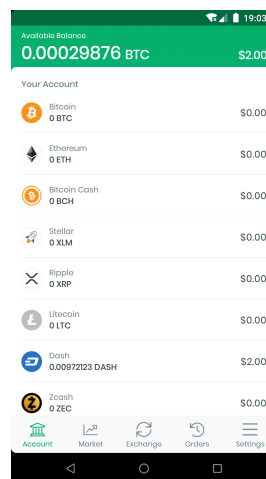 19:03
Available Balance
0.00029876 BTC $2.00
Your Account
Bitcoin
0 BTC $0.00
Ethereum
0 ETH $0.00
Bitcoin Cash
0 BCH $0.00
Stellar
0 XLM $0.00
Ripple
0 XRP $0.00
Litecoin
0 LTC $0.00
Dash
0.00972123 DASH $2.00
Zcash
0 ZEC $0.00
Account Market Exchange Orders Settings